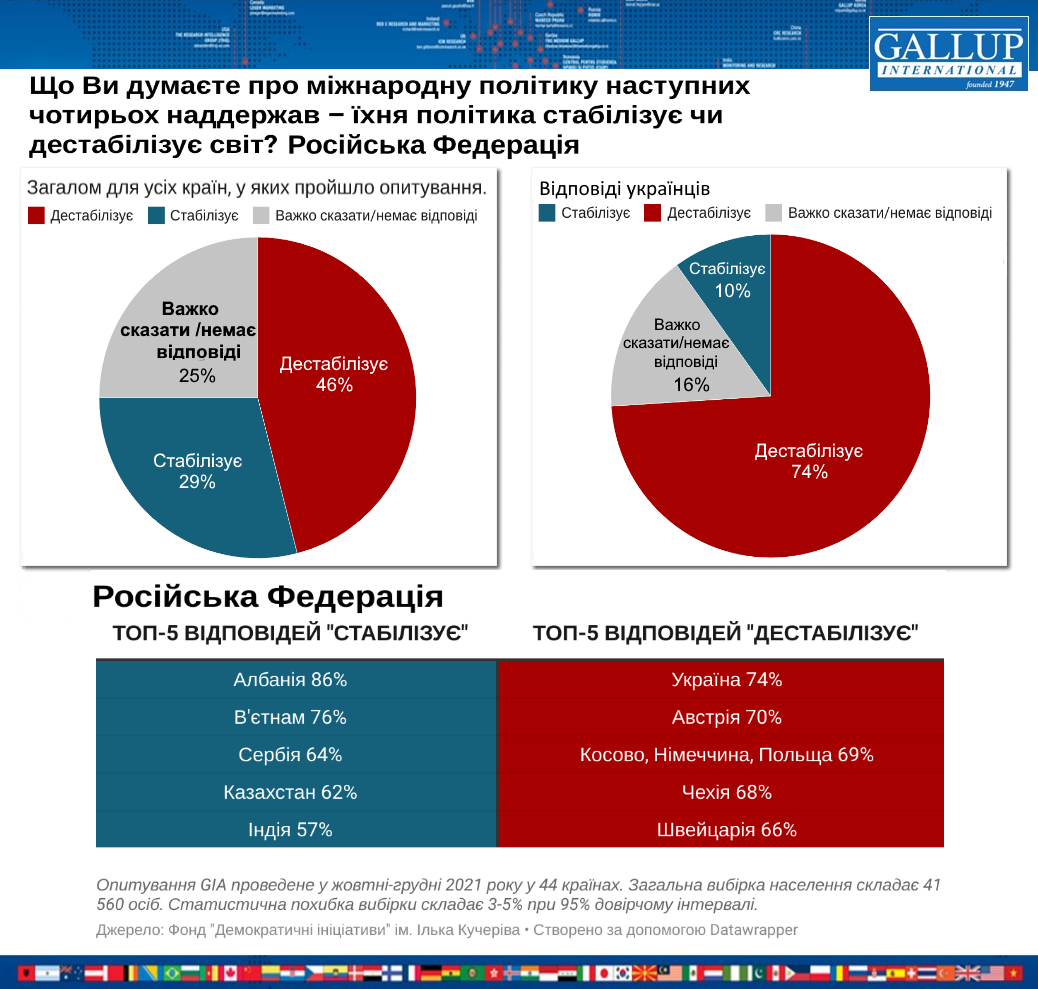 GALLUP
INTERNATIONAL
founded 1947
Що Ви думаєте про міжнародну політику наступних
чотирьох наддержав – їхня політика стабілізує чи
дестабілізує світ? Російська Федерація
Загалом для усіх країн, у яких пройшло опитування.
Дестабілізує Стабілізує Важко сказати/немає відповіді
Важко
сказати /немає
відповіді
25%
Дестабілізує
46%
Стабілізує
29%
Відповіді українців
Стабілізує Дестабілізує Важко сказати/немає відповіді
Стабілізує
10%
Важко
сказати/немає
відповіді
16%
Дестабілізує
74%
Російська Федерація
ТОП-5 ВІДПОВІДЕЙ "СТАБІЛІЗУЄ" ТОП-5 ВІДПОВІДЕЙ "ДЕСТАБІЛІЗУЄ"
Албанія 86% Україна 74%
В'єтнам 76% Австрія 70%
Сербія 64% Косово, Німеччина, Польща 69%
Казахстан 62% Чехія 68%
Індія 57% Швейцарія 66%
Опитування GIA проведене у жовтні-грудні 2021 року у 44 країнах. Загальна вибірка населення складає 41
560 осіб. Статистична похибка вибірки складає 3-5% при 95% довірчому інтервалі.
Джерело: Фонд "Демократичні ініціативи" ім. Ілька Кучеріва • Створено за допомогою Datawrapper